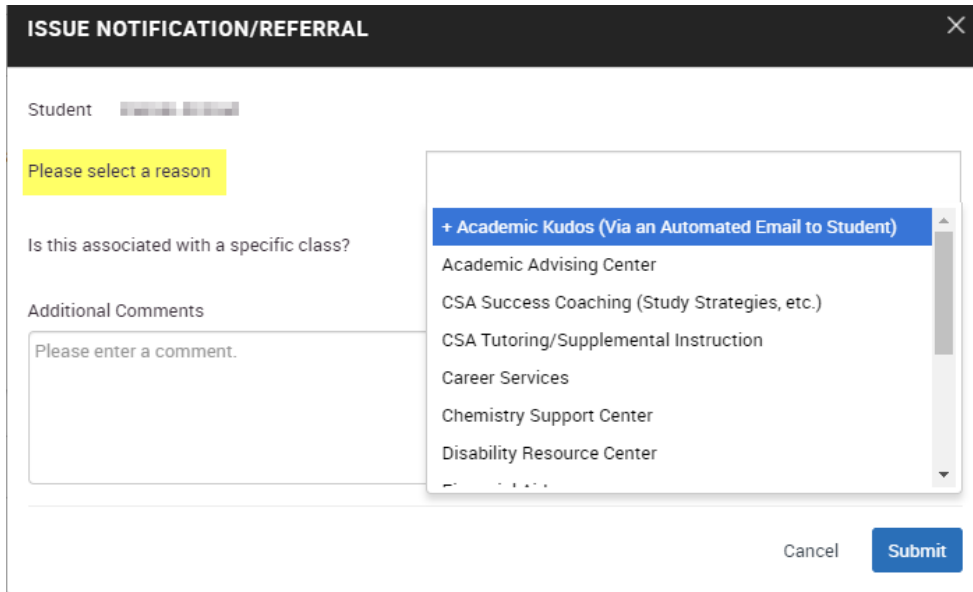 ISSUE NOTIFICATION/REFERRAL
Student
Please select a reason
+ Academic Kudos (Via an Automated Email to Student)
Academic Advising Center
CSA Success Coaching (Study Strategies, etc.)
CSA Tutoring/Supplemental Instruction
Career Services
Chemistry Support Center
Disability Resource Center
Is this associated with a specific class?
Additional Comments
Please enter a comment.
Cancel
Submit